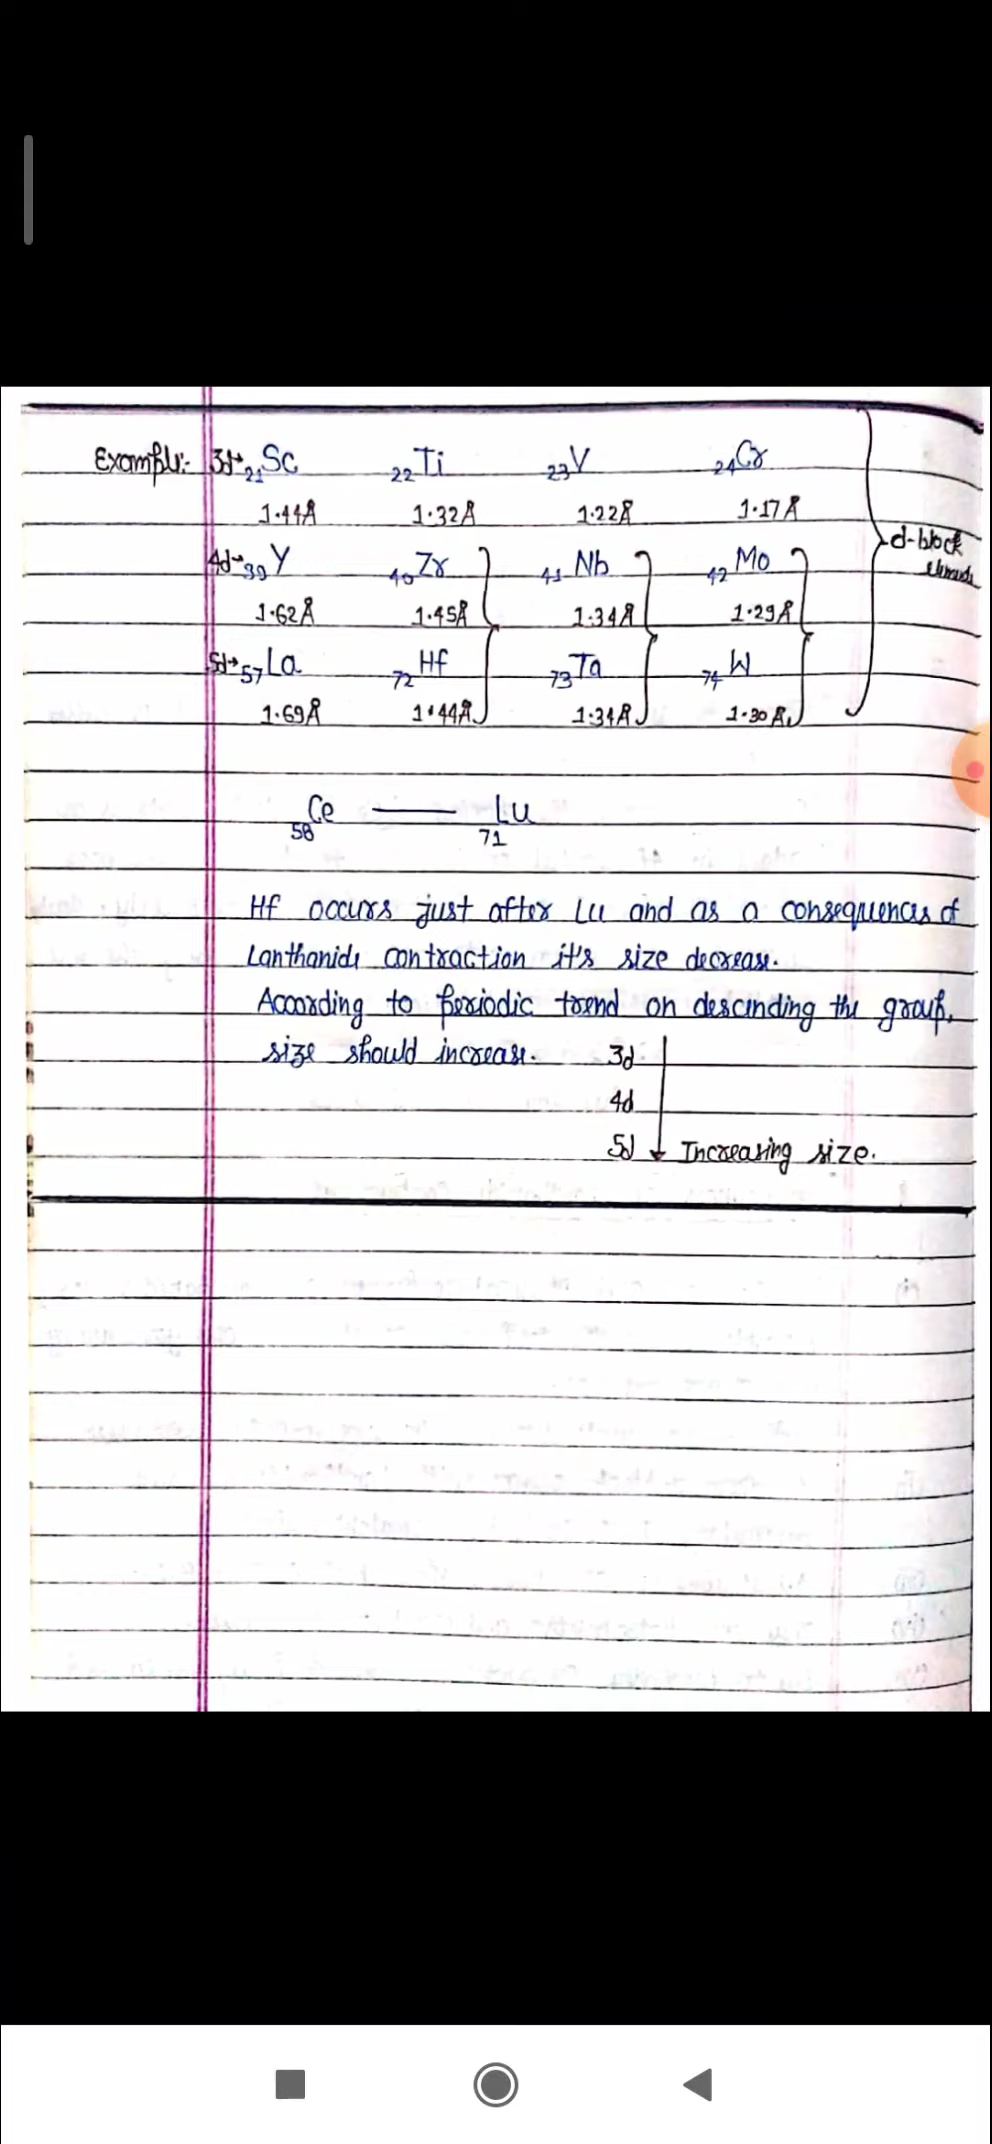 Example:- 3d→ 21Sc 22Ti 23V 24Cr
1.44Å 1.32Å 1.22Å 1.17Å
4d→ 39Y 40Zr 41Nb 42Mo d-block
elements
1.62Å 1.45Å 1.34Å 1.29Å
5d→ 57La 72Hf 73Ta 74W
1.69Å 1.44Å 1.34Å 1.30Å
58Ce — 71Lu
Hf occurs just after Lu and as a consequences of
Lanthanide contraction it's size decrease.
According to periodic trend on descinding the group,
size should increase. 3d
4d
5d Increasing size.